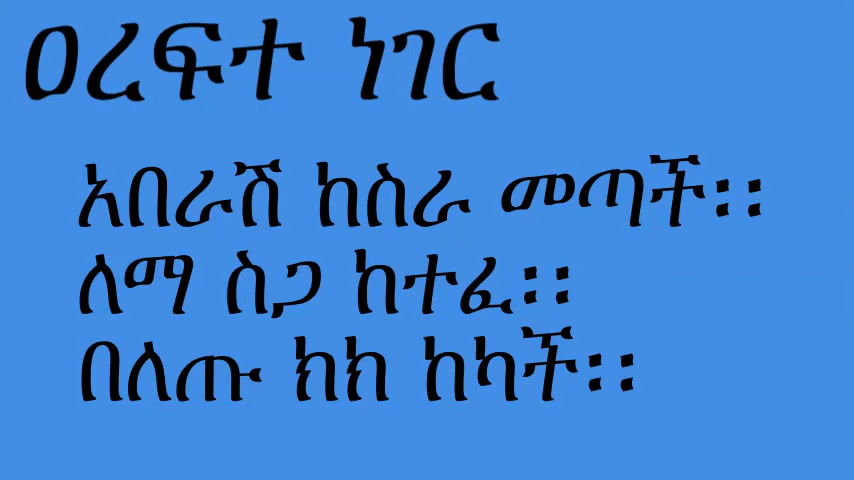 ዐረፍተ ነገር
አበራሽ ከስራ መጣች፡፡
ለማ ስጋ ከተፈ፡፡
በለጡ ክክ ከካች፡፡